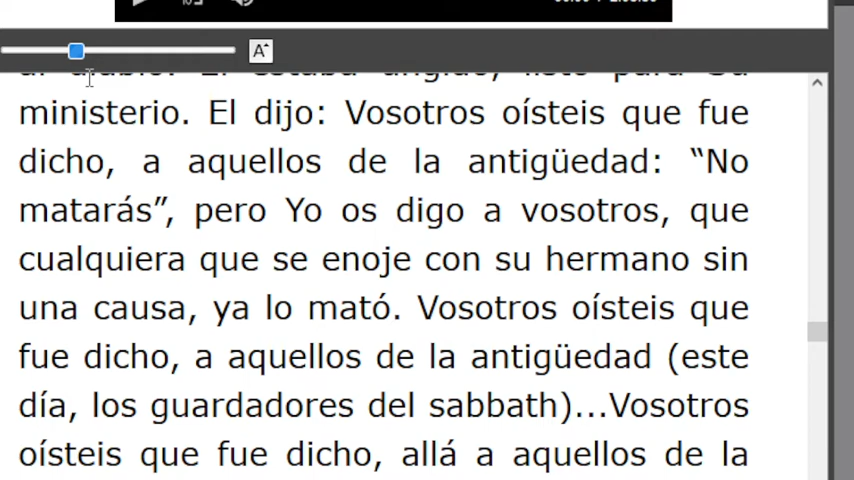 A
ministerio. El dijo: Vosotros oísteis que fue
dicho, a aquellos de la antigüedad: “No
matarás”, pero Yo os digo a vosotros, que
cualquiera que se enoje con su hermano sin
una causa, ya lo mató. Vosotros oísteis que
fue dicho, a aquellos de la antigüedad (este
día, los guardadores del sabbath)...Vosotros
oísteis que fue dicho, allá a aquellos de la